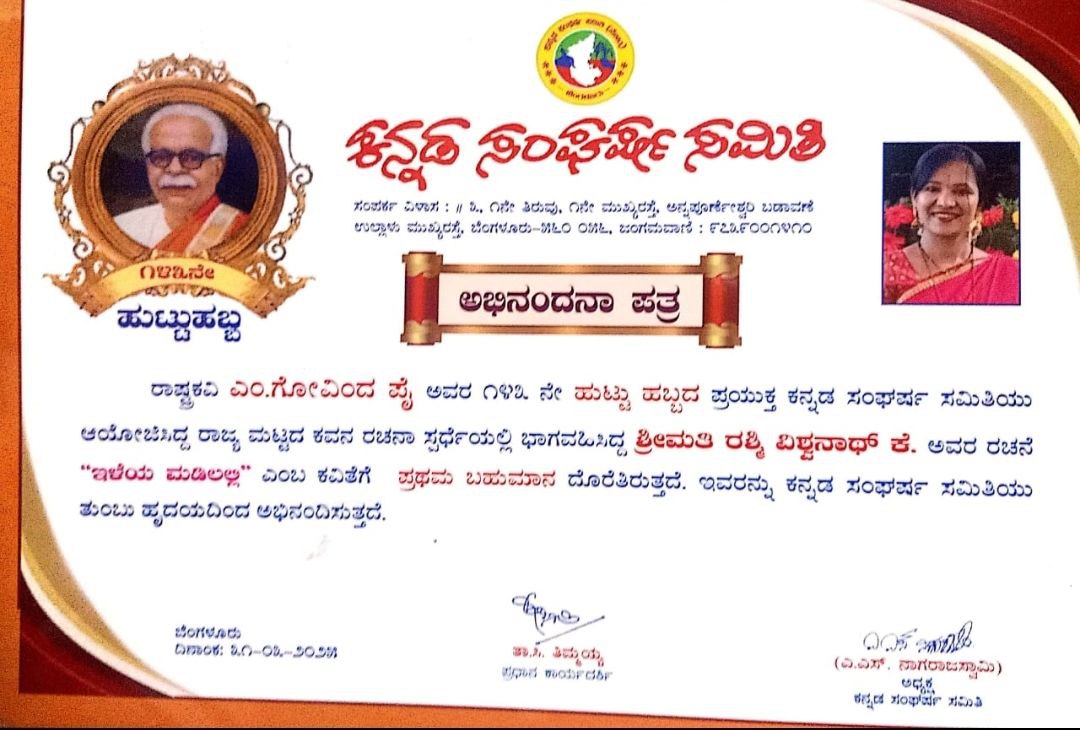 ಕನ್ನಡ ಸಂಘರ್ಷ ಸಮಿತಿ
ಸಂಪರ್ಕ ವಿಳಾಸ : # ೩, ೧ನೇ ತಿರುವು, ೧ನೇ ಮುಖ್ಯರಸ್ತೆ, ಅನ್ನಪೂರ್ಣೇಶ್ವರಿ ಬಡಾವಣೆ
ಉಲ್ಲಾಳು ಮುಖ್ಯರಸ್ತೆ, ಬೆಂಗಳೂರು-೫೬೦ ೦೫೬, ಜಂಗಮವಾಣಿ : ೯೭೩೯೦೦೧೪೧೦
೧೪೩ನೇ
ಹುಟ್ಟುಹಬ್ಬ
ಅಭಿನಂದನಾ ಪತ್ರ
ರಾಷ್ಟ್ರಕವಿ ಎಂ.ಗೋವಿಂದ ಪೈ ಅವರ ೧೪೩ ನೇ ಹುಟ್ಟು ಹಬ್ಬದ ಪ್ರಯುಕ್ತ ಕನ್ನಡ ಸಂಘರ್ಷ ಸಮಿತಿಯು
ಆಯೋಜಿಸಿದ್ದ ರಾಜ್ಯ ಮಟ್ಟದ ಕವನ ರಚನಾ ಸ್ಪರ್ಧೆಯಲ್ಲಿ ಭಾಗವಹಿಸಿದ್ದ ಶ್ರೀಮತಿ ರಶ್ಮಿ ವಿಶ್ವನಾಥ್ ಕೆ. ಅವರ ರಚನೆ
“ಇಳೆಯ ಮಡಿಲಲ್ಲಿ” ಎಂಬ ಕವಿತೆಗೆ ಪ್ರಥಮ ಬಹುಮಾನ ದೊರೆತಿರುತ್ತದೆ. ಇವರನ್ನು ಕನ್ನಡ ಸಂಘರ್ಷ ಸಮಿತಿಯು
ತುಂಬು ಹೃದಯದಿಂದ ಅಭಿನಂದಿಸುತ್ತದೆ.
ಬೆಂಗಳೂರು
ದಿನಾಂಕ: ೩೧-೦೩-೨೦೨೫
ತಾ.ಸಿ. ತಿಮ್ಮಯ್ಯ
ಪ್ರಧಾನ ಕಾರ್ಯದರ್ಶಿ
(ಎ.ಎಸ್. ನಾಗರಾಜಸ್ವಾಮಿ)
ಅಧ್ಯಕ್ಷ
ಕನ್ನಡ ಸಂಘರ್ಷ ಸಮಿತಿ